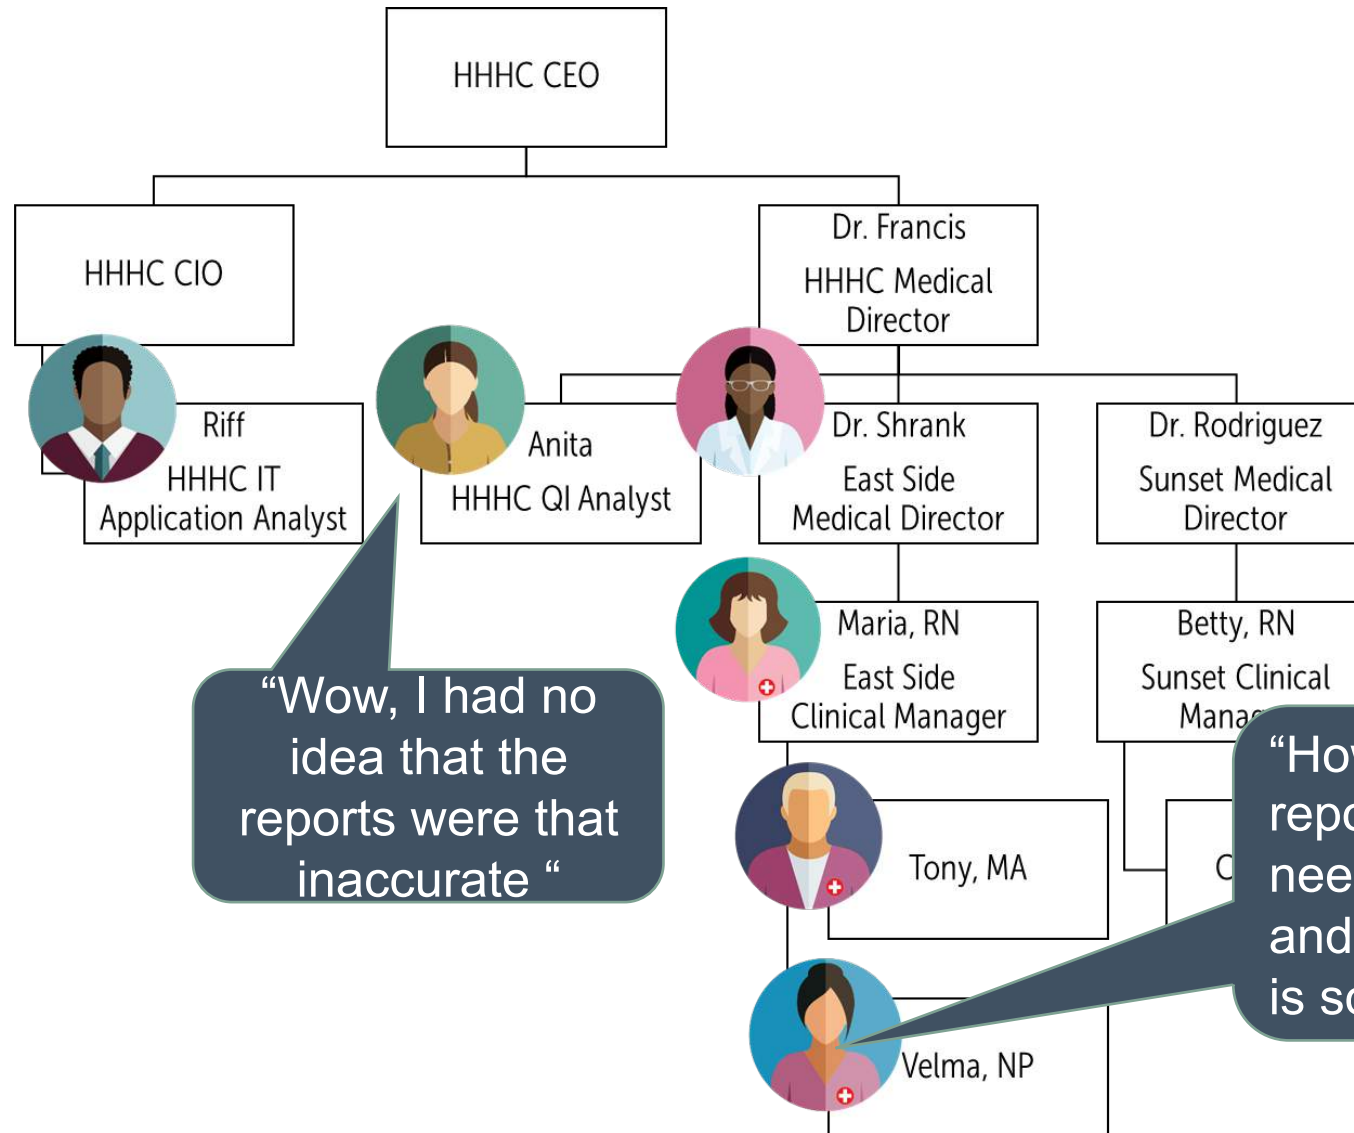 HHHC CEO
HHHC CIO
Dr. Francis
HHHC Medical
Director
Riff
HHHC IT
Application Analyst
Anita
HHHC QI Analyst
Dr. Shrank
East Side
Medical Director
Dr. Rodriguez
Sunset Medical
Director
Maria, RN
East Side
Clinical Manager
Betty, RN
Sunset Clinical
“Wow, I had no
idea that the
reports were that
inaccurate “
Tony, MA
and
is
Velma, NP